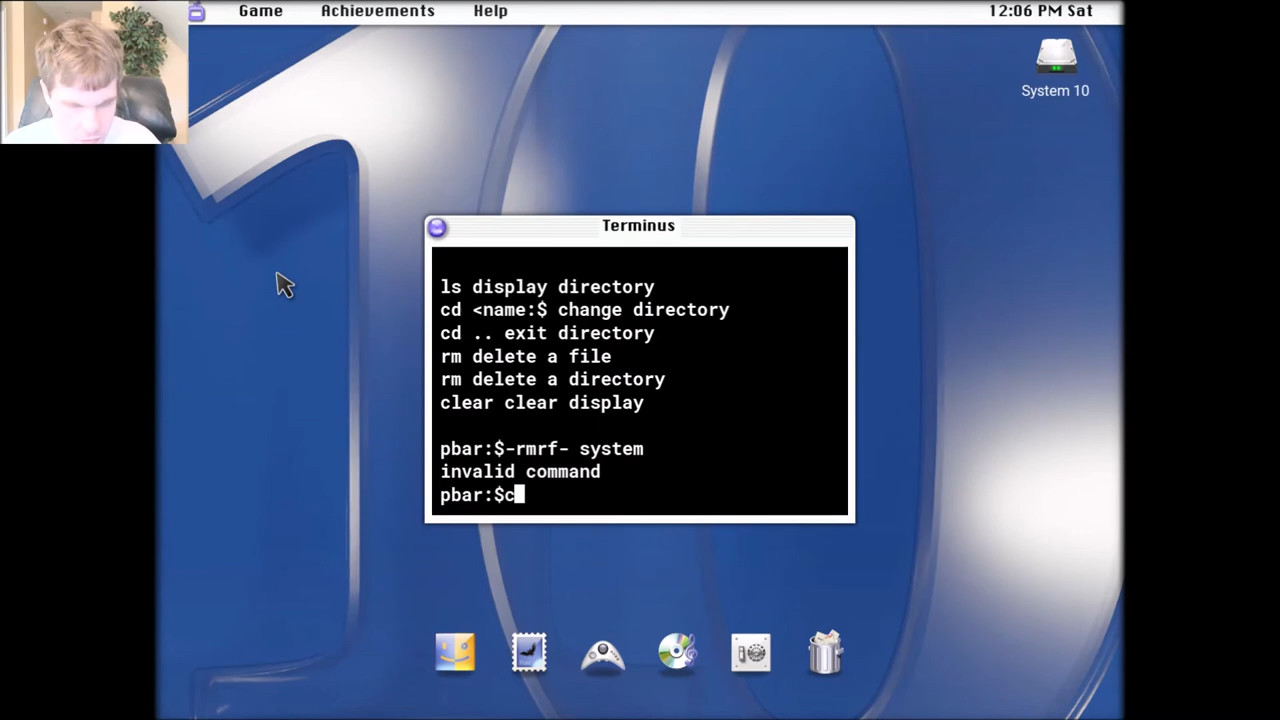 Game Achievements Help 12:06 PM Sat
System 10
10
Terminus
ls display directory
cd <name:$ change directory
cd .. exit directory
rm delete a file
rm delete a directory
clear clear display
pbar:$-rmrf- system
invalid command
pbar:$c